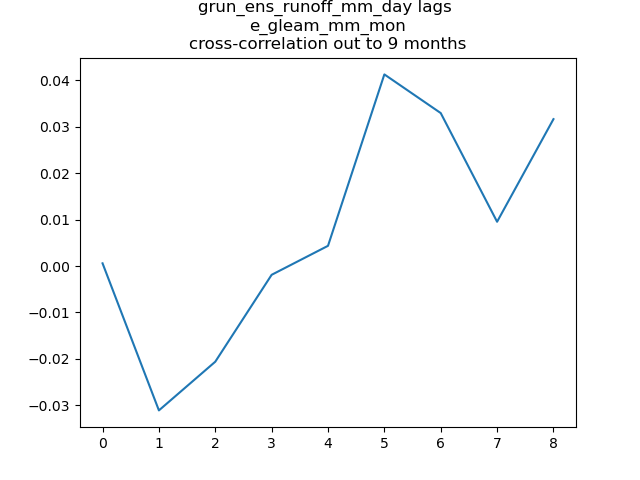 grun_ens_runoff_mm_day lags
e_gleam_mm_mon
cross-correlation out to 9 months
0.04
0.03
0.02
0.01
0.00
−0.01
−0.02
−0.03
0 1 2 3 4 5 6 7 8